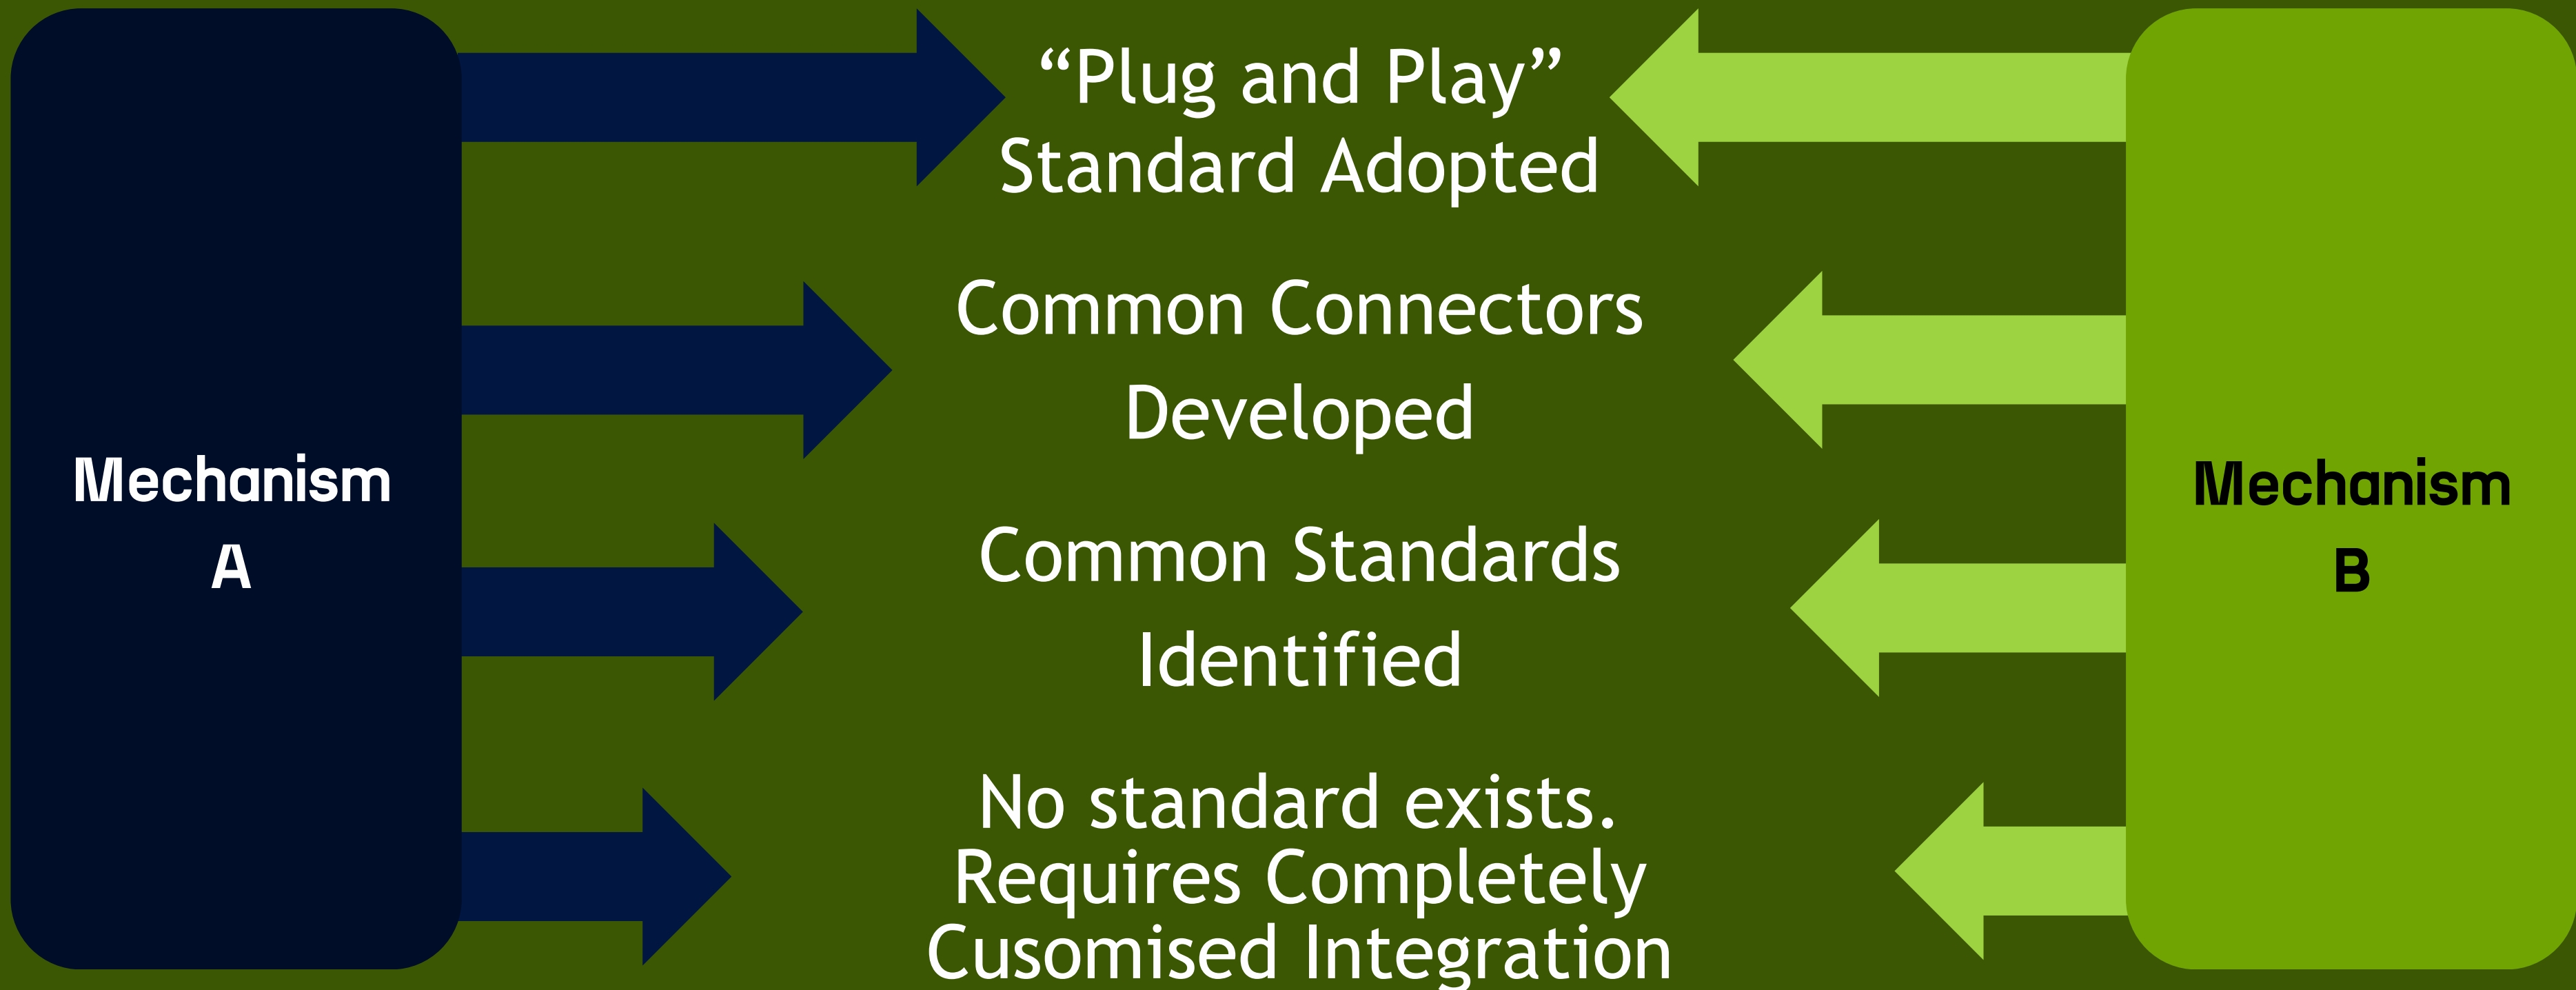 “Plug and Play”
Standard Adopted
Common Connectors
Developed
Mechanism
A
Mechanism
B
Common Standards
Identified
No standard exists.
Requires Completely
Cusomised Integration